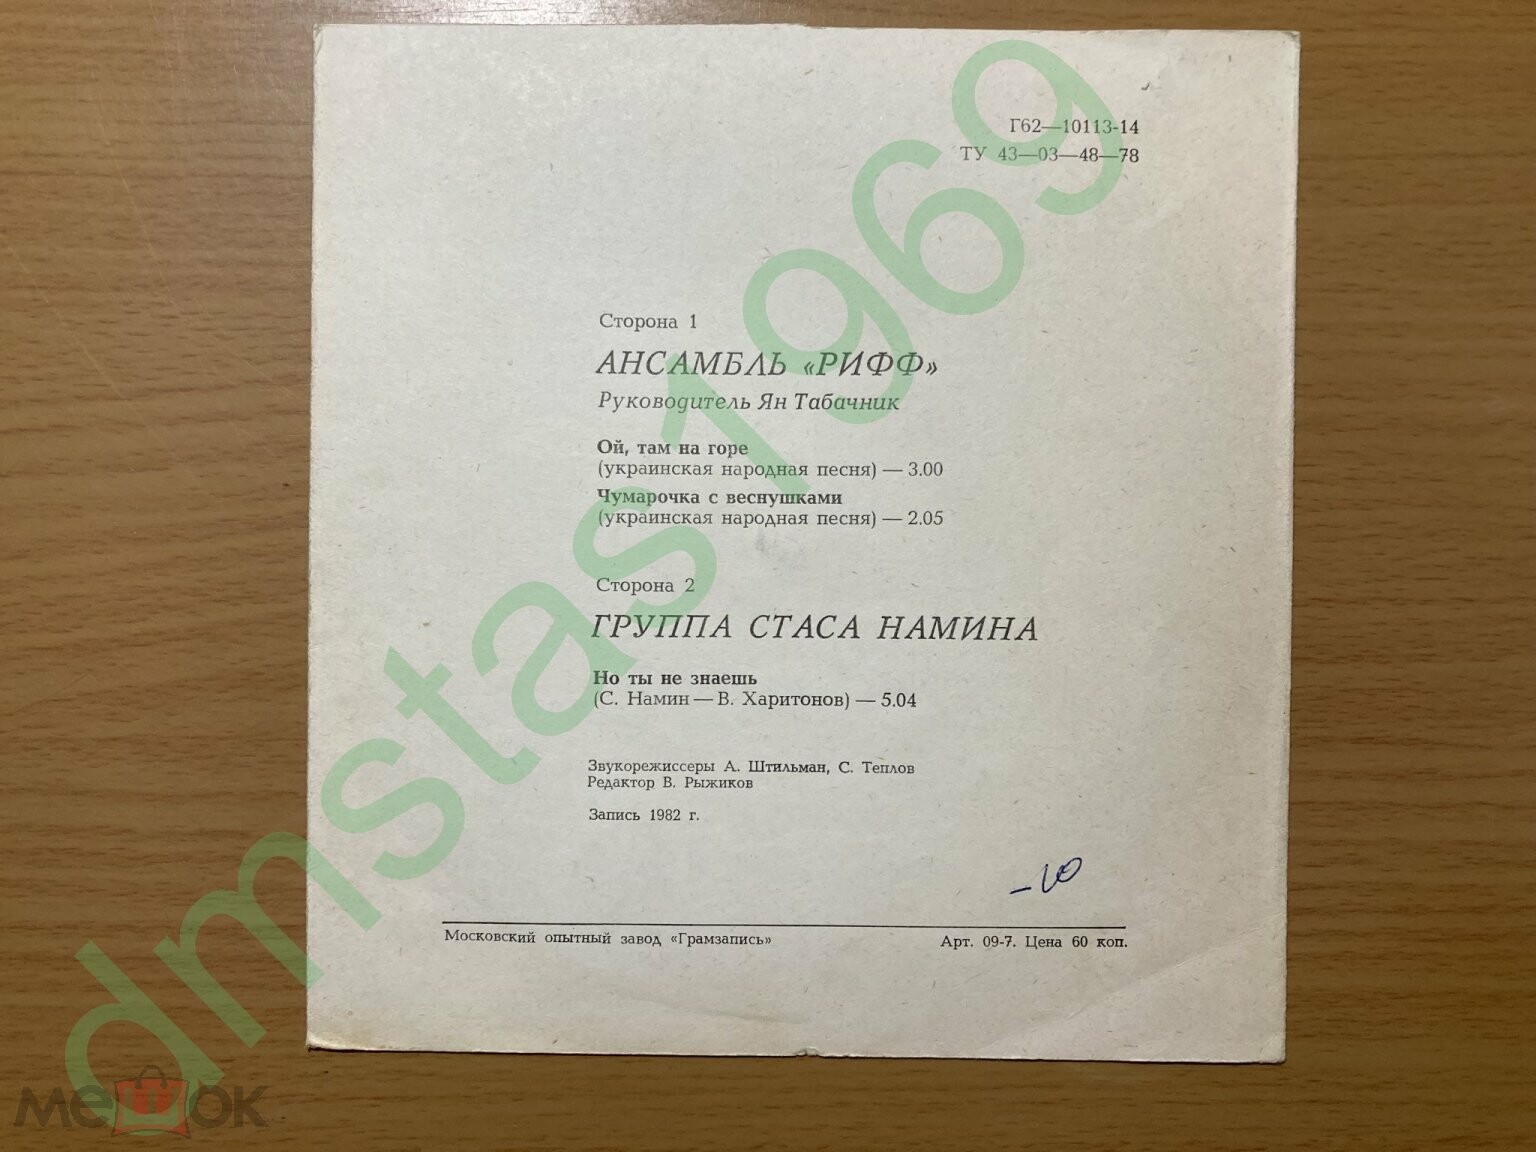 Г62—10113-14
ТУ 43—03—48—78
Сторона 1
АНСАМБЛЬ «РИФФ»
Руководитель Ян Табачник
Ой, там на горе
(украинская народная песня) — 3.00
Чумарочка с веснушками
(украинская народная песня) — 2.05
Сторона 2
ГРУППА СТАСА НАМИНА
Но ты не знаешь
(С. Намин — В. Харитонов) — 5.04
Звукорежиссеры А. Штильман, С. Теплов
Редактор В. Рыжиков
Запись 1982 г.
Московский опытный завод «Грамзапись»
Арт. 09-7. Цена 60 коп.
dmstas1969
мешок